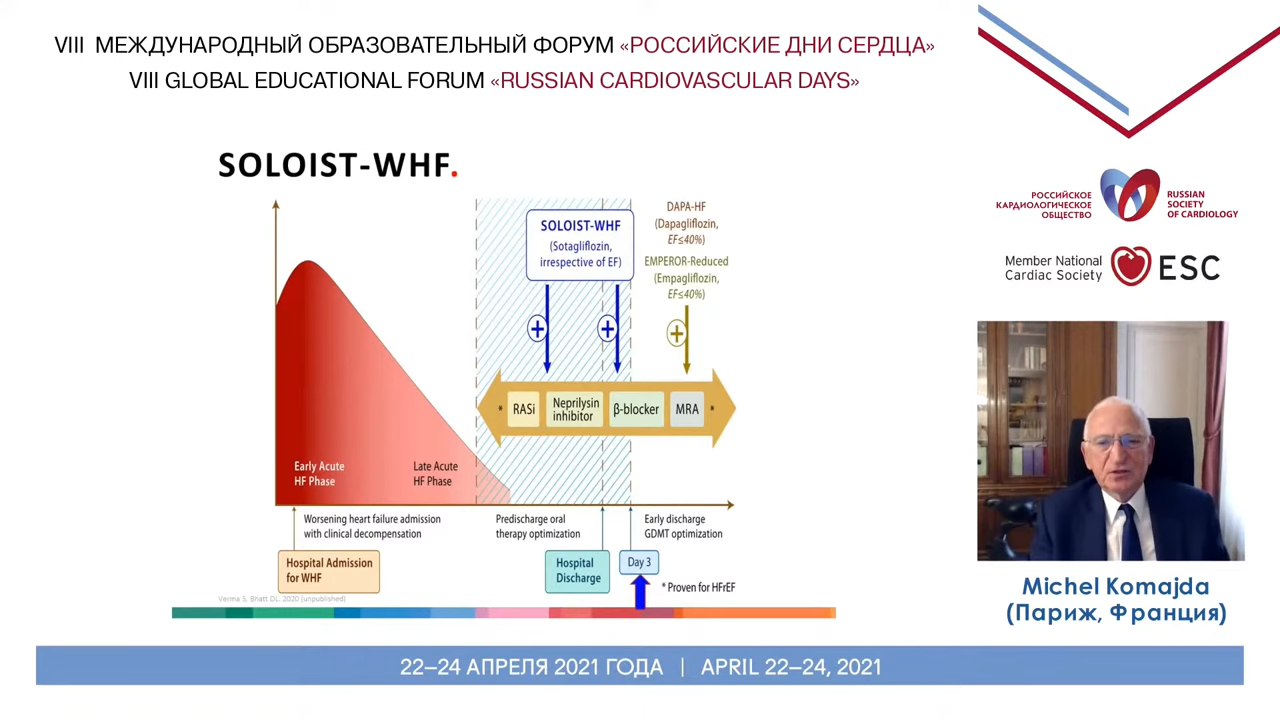 VIII МЕЖДУНАРОДНЫЙ ОБРАЗОВАТЕЛЬНЫЙ ФОРУМ «РОССИЙСКИЕ ДНИ СЕРДЦА»
VIII GLOBAL EDUCATIONAL FORUM «RUSSIAN CARDIOVASCULAR DAYS»
SOLOIST-WHF.
SOLOIST-WHF
(Sotagliflozin,
irrespective of EF)
DAPA-HF
(Dapagliflozin,
EF≤40%)
EMPEROR-Reduced
(Empagliflozin,
EF≤40%)
+
+
+
*
RASi
Neprilysin
inhibitor
β-blocker
MRA
*
Early Acute
HF Phase
Late Acute
HF Phase
Worsening heart failure admission
with clinical decompensation
Predischarge oral
therapy optimization
Early discharge
GDMT optimization
Hospital Admission
for WHF
Hospital
Discharge
Day 3
* Proven for HFrEF
Verma S, Bhatt DL. 2020 (unpublished)
РОССИЙСКОЕ
КАРДИОЛОГИЧЕСКОЕ
ОБЩЕСТВО
RUSSIAN
SOCIETY
OF CARDIOLOGY
Member National
Cardiac Society
ESC
Michel Komajda
(Париж, Франция)
22–24 АПРЕЛЯ 2021 ГОДА | APRIL 22–24, 2021